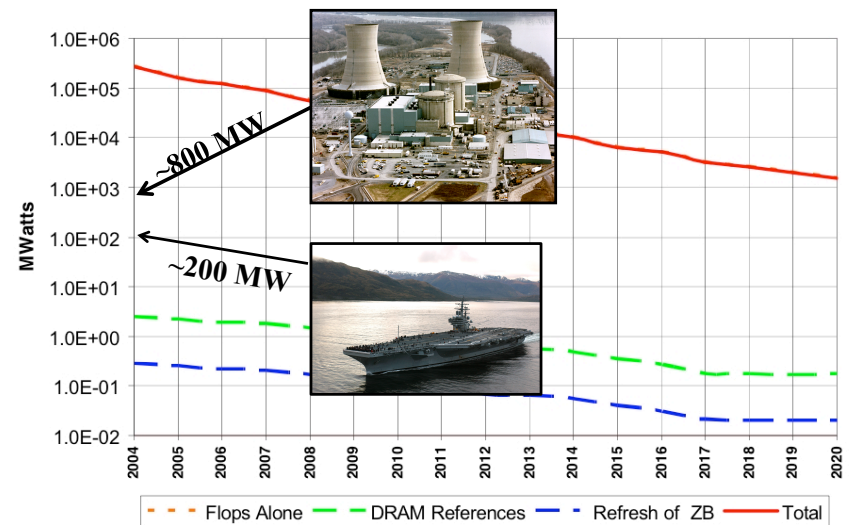 1.0E+06
1.0E+05
1.0E+04
1.0E+03
1.0E+02
1.0E+01
1.0E+00
1.0E-01
1.0E-02
MWatts
~800 MW
~200 MW
2004 2005 2006 2007 2008 2009 2010 2011 2012 2013 2014 2015 2016 2017 2018 2019 2020
Flops Alone DRAM References Refresh of ZB Total